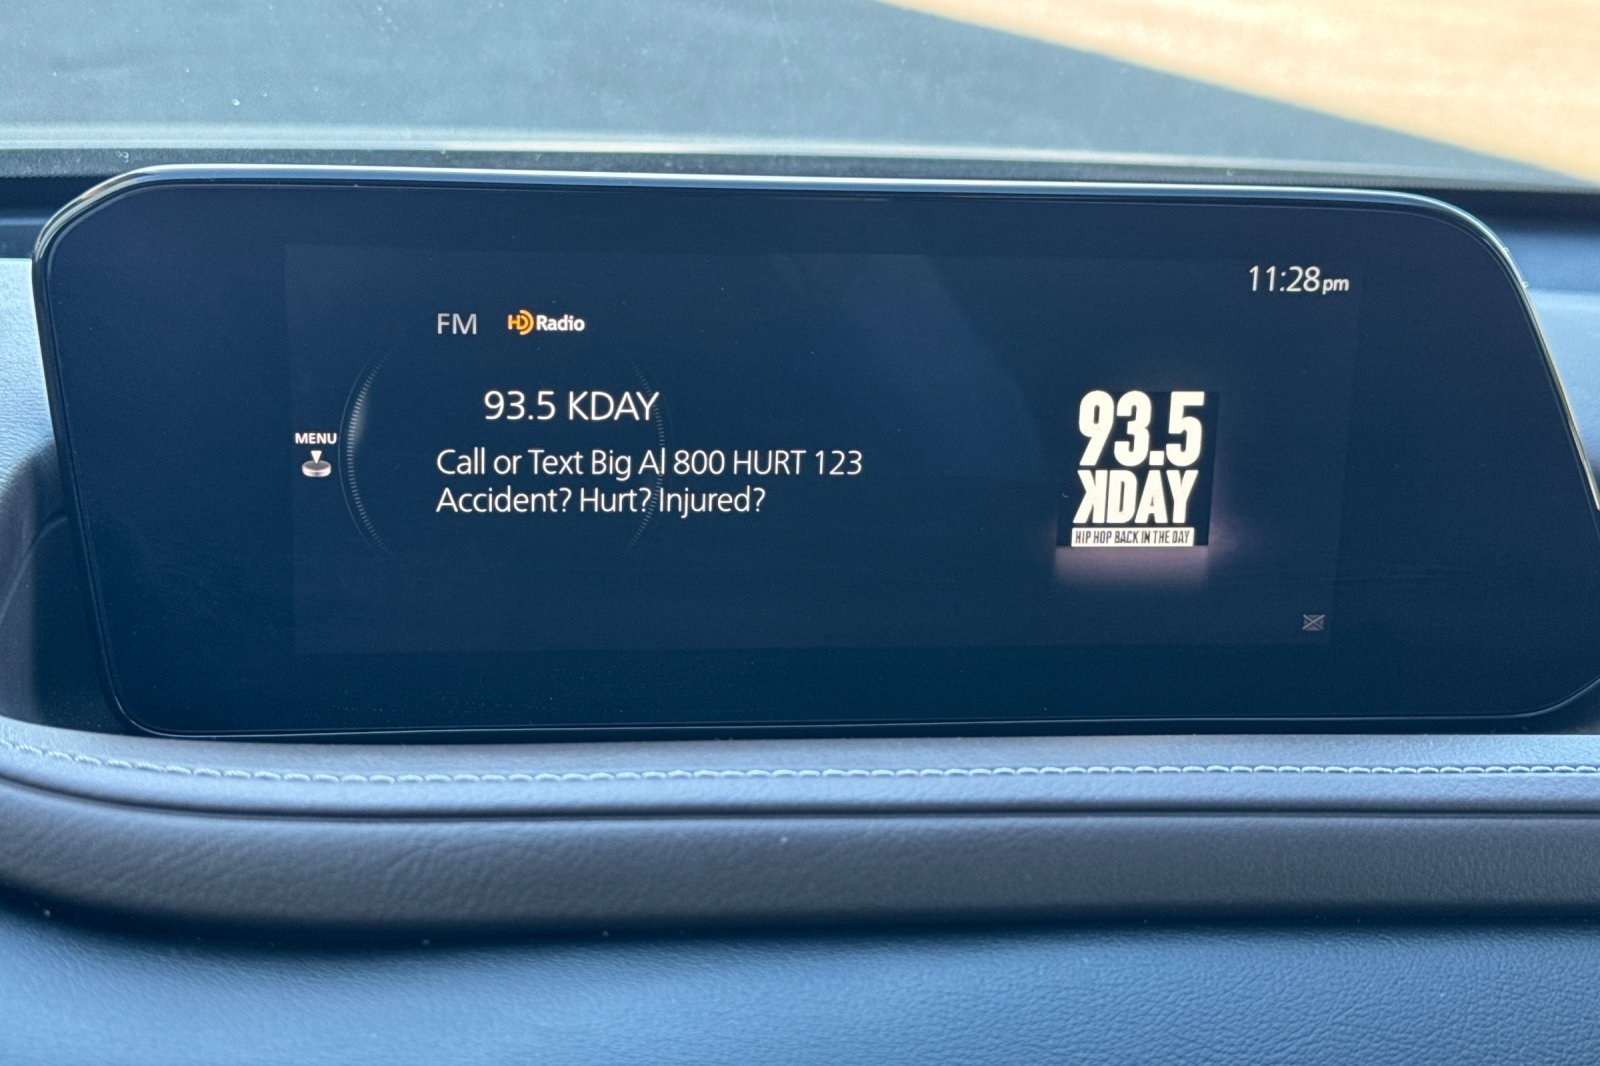 11:28pm
FM HD Radio
93.5 KDAY
MENU
Call or Text Big Al 800 HURT 123
Accident? Hurt? Injured?
93.5
KDAY
HIP HOP BACK IN THE DAY